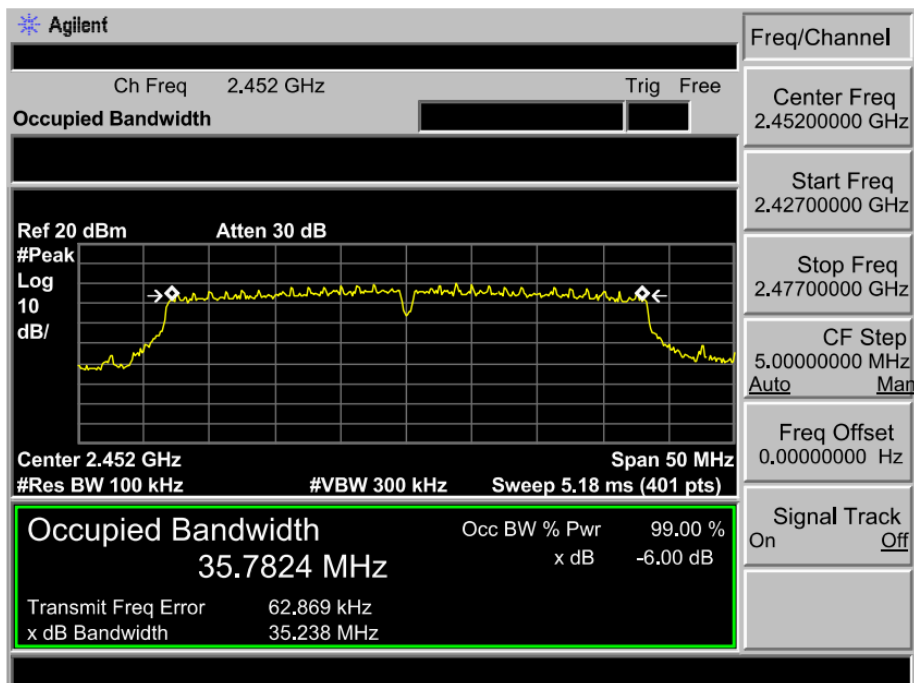 Agilent
Freq/Channel
Ch Freq 2.452 GHz Trig Free
Occupied Bandwidth
Center Freq
2.45200000 GHz
Start Freq
2.42700000 GHz
Ref 20 dBm Atten 30 dB
#Peak
Log
10
dB/
Stop Freq
2.47700000 GHz
CF Step
5.00000000 MHz
Auto Man
Freq Offset
0.00000000 Hz
Center 2.452 GHz Span 50 MHz
#Res BW 100 kHz #VBW 300 kHz Sweep 5.18 ms (401 pts)
Signal Track
On Off
Occupied Bandwidth
35.7824 MHz
Occ BW % Pwr 99.00 %
x dB -6.00 dB
Transmit Freq Error 62.869 kHz
x dB Bandwidth 35.238 MHz